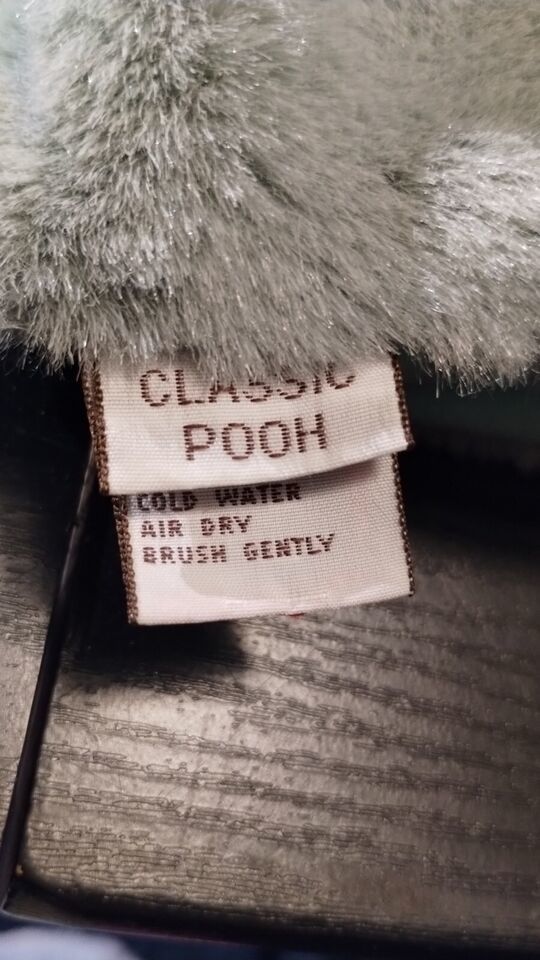 CLASSIC
POOH
COLD WATER
AIR DRY
BRUSH GENTLY